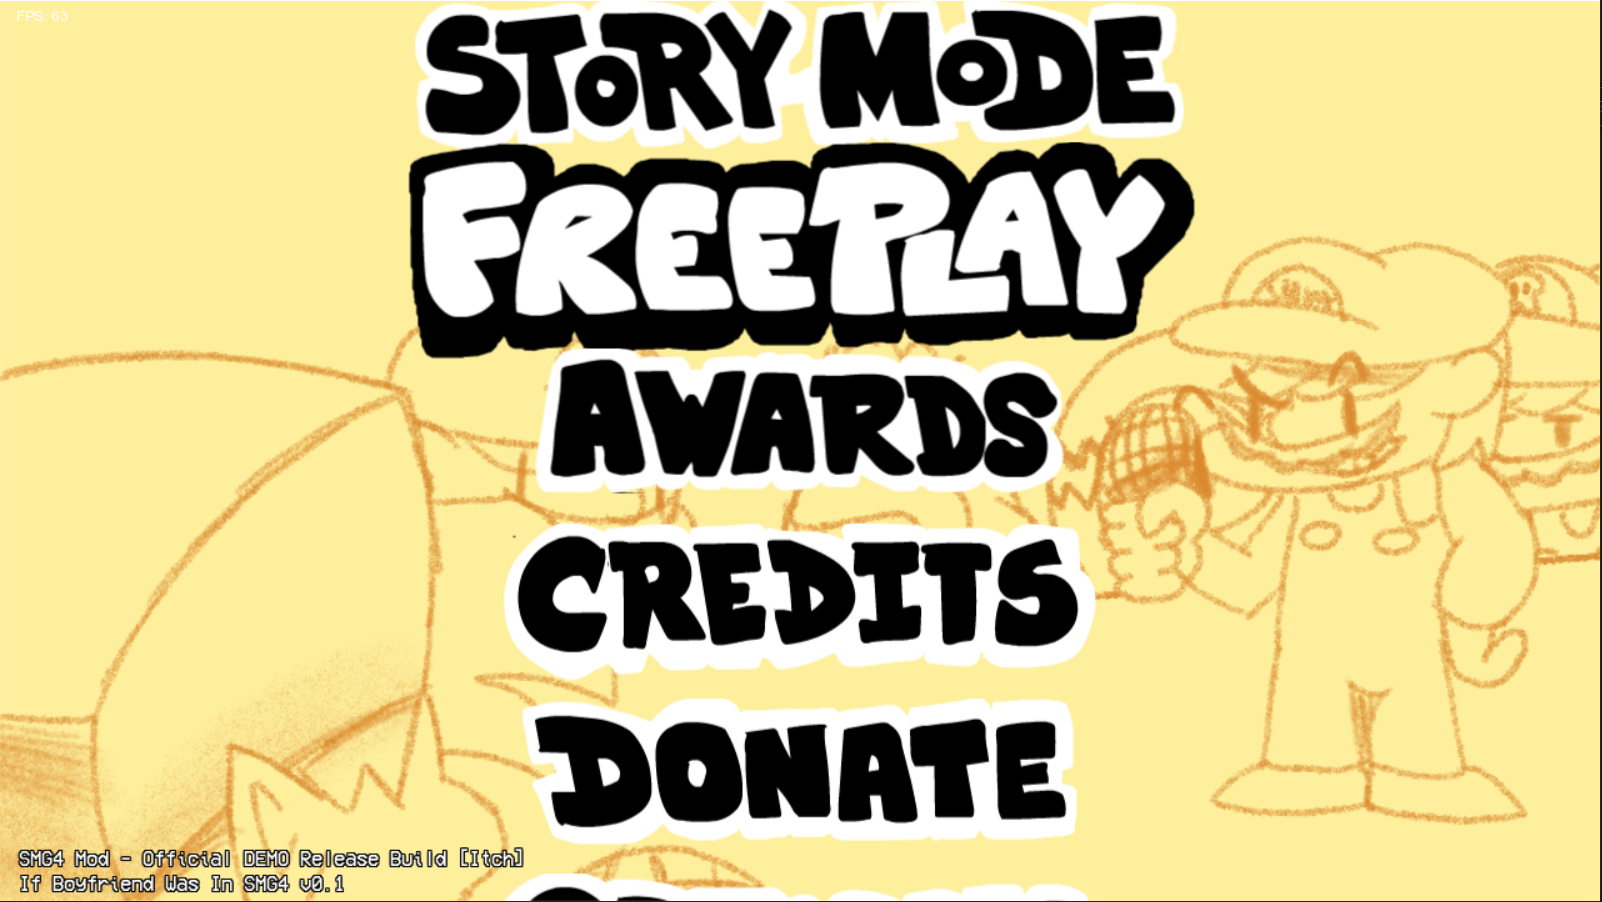 FPS: 63
STORY MODE
FREEPLAY
AWARDS
CREDITS
DONATE
SMG4 Mod - Official DEMO Release Build [Itch]
If Boyfriend Was In SMG4 v0.1